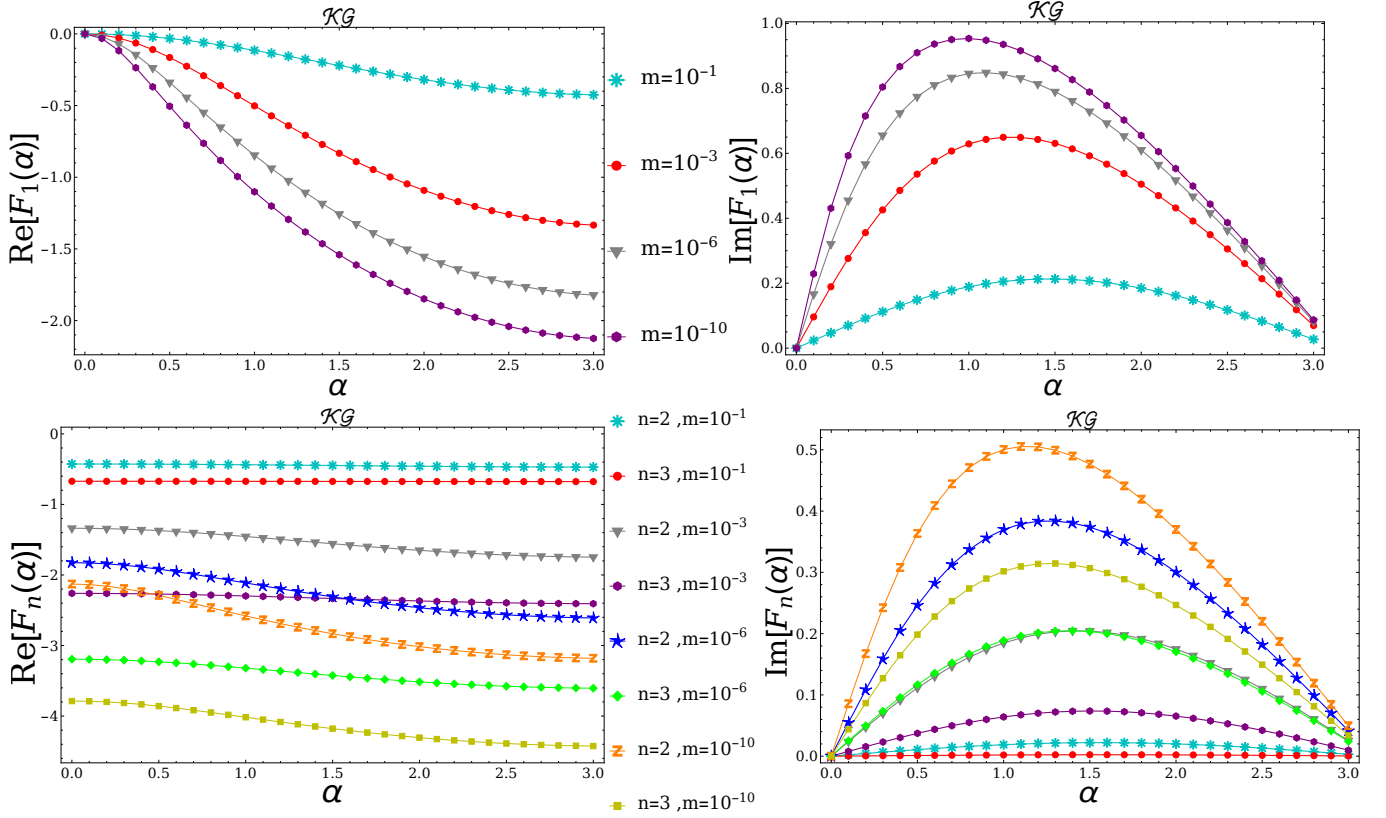 𝒦𝒢
Re[F₁(α)]
0.0
−0.5
−1.0
−1.5
−2.0
0.0 0.5 1.0 1.5 2.0 2.5 3.0
α
m=10⁻¹
m=10⁻³
m=10⁻⁶
m=10⁻¹⁰
𝒦𝒢
Im[F₁(α)]
1.0
0.8
0.6
0.4
0.2
0.0
0.0 0.5 1.0 1.5 2.0 2.5 3.0
α
𝒦𝒢
Re[Fₙ(α)]
0
−1
−2
−3
−4
0.0 0.5 1.0 1.5 2.0 2.5 3.0
α
n=2 ,m=10⁻¹
n=3 ,m=10⁻¹
n=2 ,m=10⁻³
n=3 ,m=10⁻³
n=2 ,m=10⁻⁶
n=3 ,m=10⁻⁶
n=2 ,m=10⁻¹⁰
n=3 ,m=10⁻¹⁰
𝒦𝒢
Im[Fₙ(α)]
0.5
0.4
0.3
0.2
0.1
0.0
0.0 0.5 1.0 1.5 2.0 2.5 3.0
α